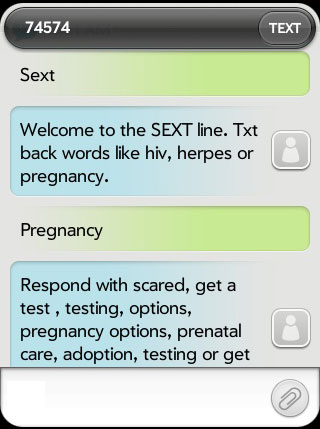 74574
TEXT
Sext
Welcome to the SEXT line. Txt
back words like hiv, herpes or
pregnancy.
Pregnancy
Respond with scared, get a
test , testing, options,
pregnancy options, prenatal
care, adoption, testing or get